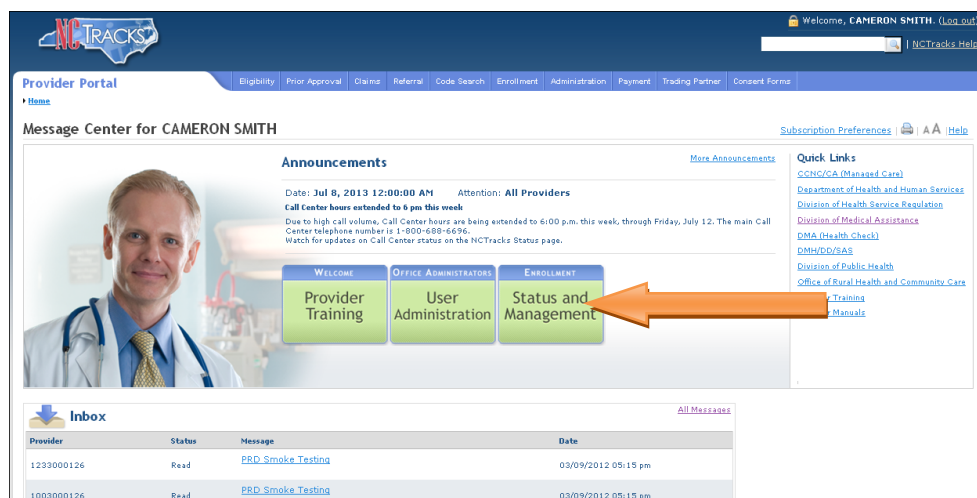 NCTRACKS
Welcome, CAMERON SMITH. (Log out)
| NCTracks Help
Provider Portal
Eligibility Prior Approval Claims Referral Code Search Enrollment Administration Payment Trading Partner Consent Forms
Home
Message Center for CAMERON SMITH
Subscription Preferences | | A A | Help
Announcements
More Announcements
Date: Jul 8, 2013 12:00:00 AM Attention: All Providers
Call Center hours extended to 6 pm this week
Due to high call volume, Call Center hours are being extended to 6:00 p.m. this week, through Friday, July 12. The main Call
Center telephone number is 1-800-688-6696.
Watch for updates on Call Center status on the NCTracks Status page.
WELCOME
Provider
Training
OFFICE ADMINISTRATORS
User
Administration
ENROLLMENT
Status and
Management
Quick Links
CCNC/CA (Managed Care)
Department of Health and Human Services
Division of Health Service Regulation
Division of Medical Assistance
DMA (Health Check)
DMH/DD/SAS
Division of Public Health
Office of Rural Health and Community Care
Training
Manuals
Inbox
All Messages
Provider Status Message Date
1233000126 Read PRD Smoke Testing 03/09/2012 05:15 pm
1003000126 Read PRD Smoke Testing 03/09/2012 05:15 pm